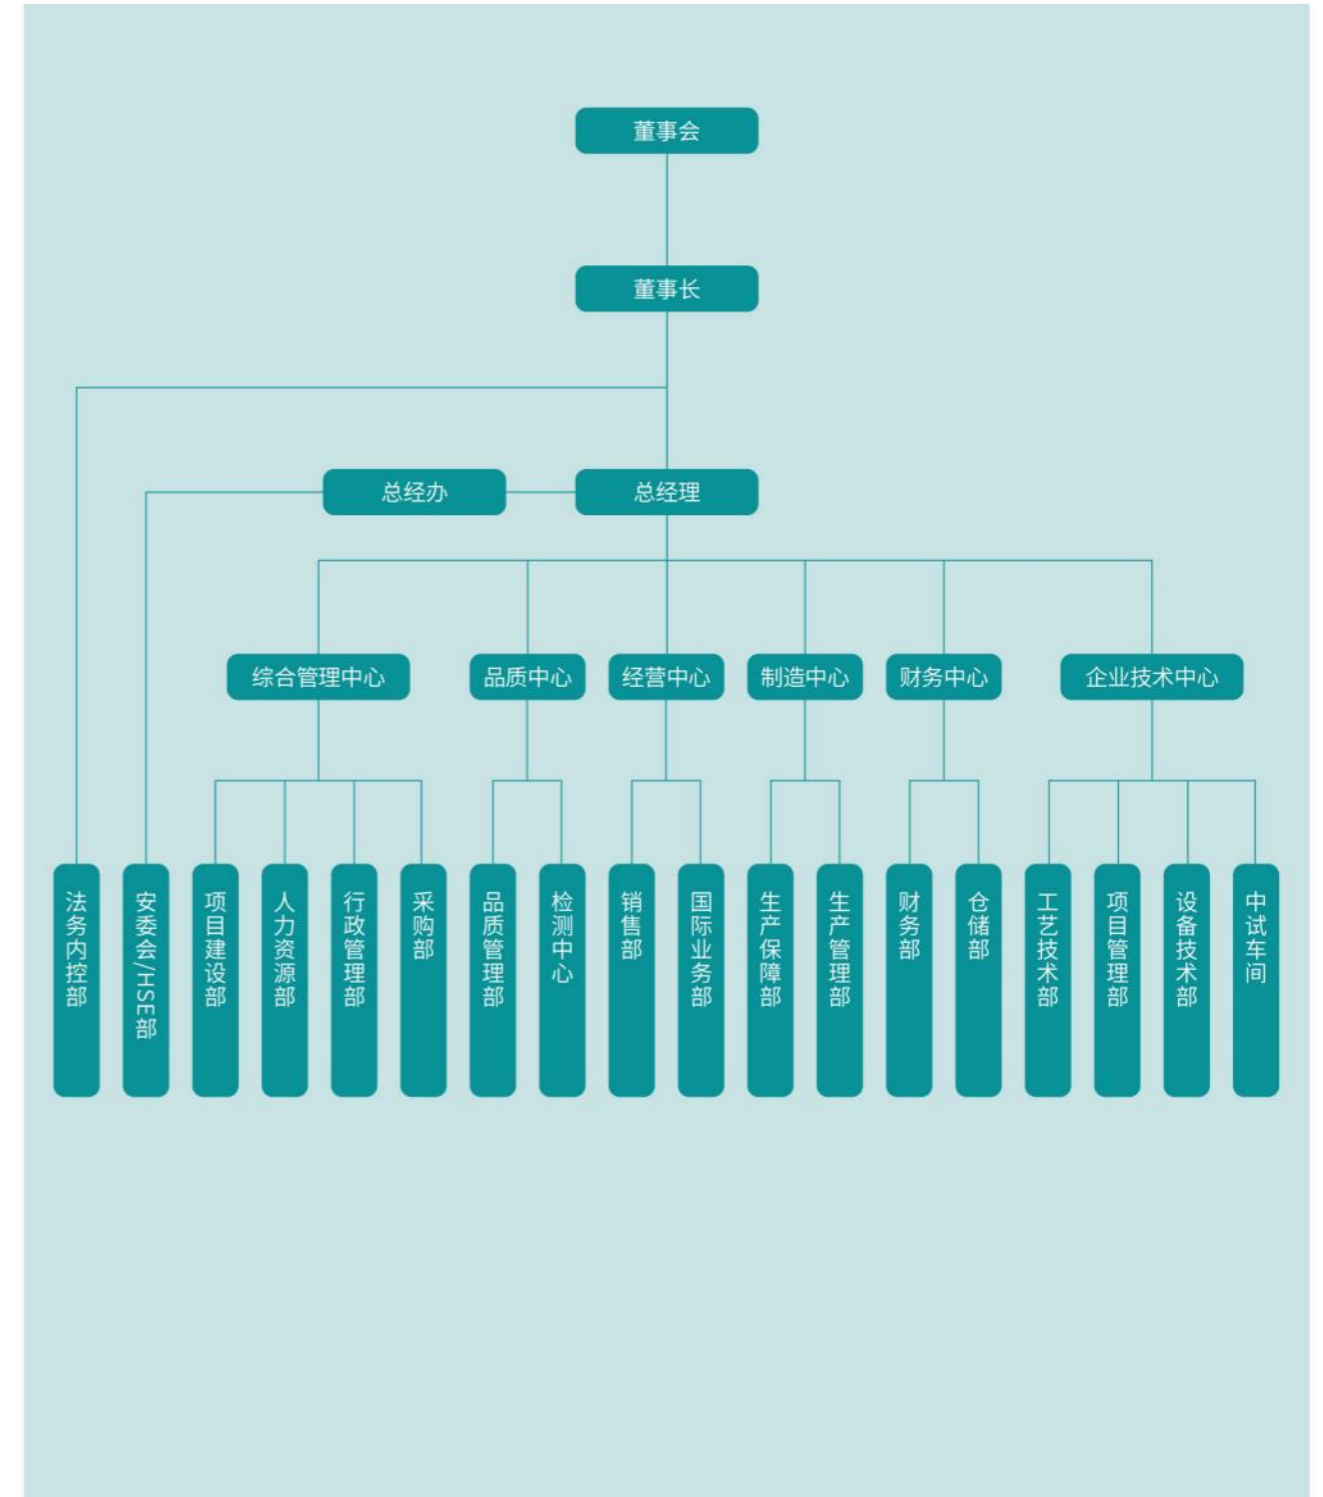 董事会
董事长
总经办
总经理
综合管理中心
品质中心
经营中心
制造中心
财务中心
企业技术中心
法务内控部
安委会/HSE部
项目建设部
人力资源部
行政管理部
采购部
品质管理部
检测中心
销售部
国际业务部
生产保障部
生产管理部
财务部
仓储部
工艺技术部
项目管理部
设备技术部
中试车间